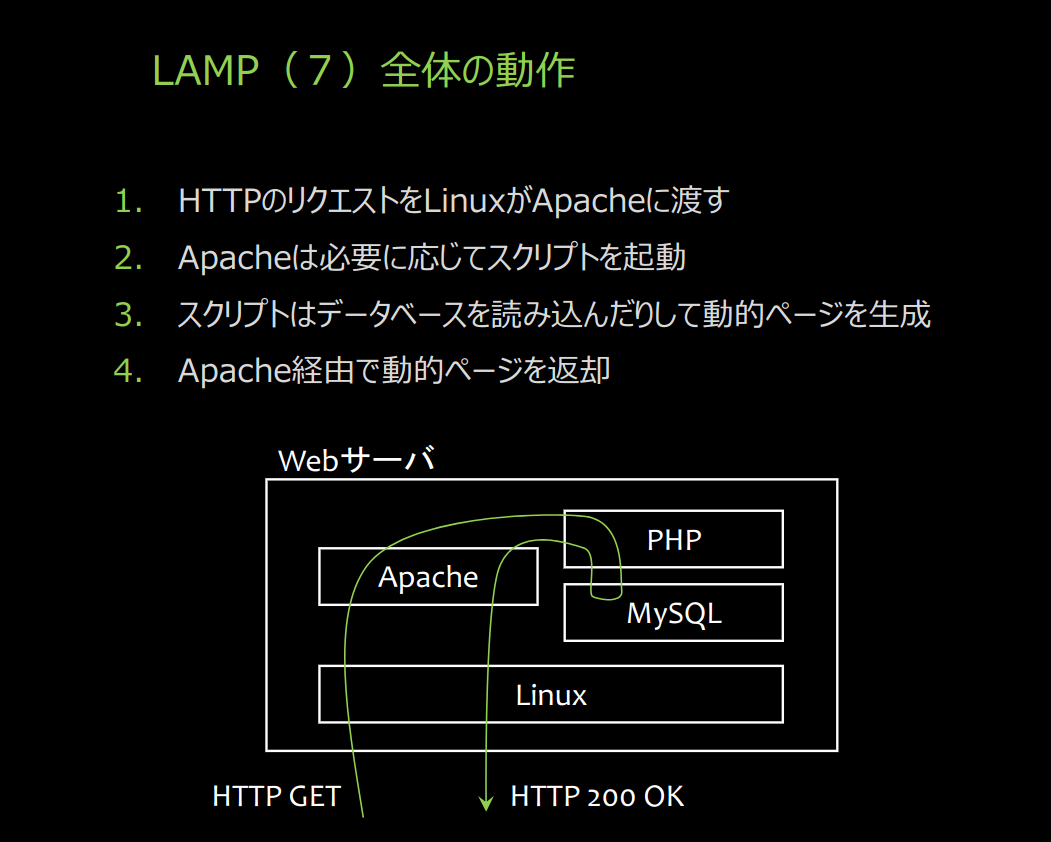 LAMP（７）全体の動作
1. HTTPのリクエストをLinuxがApacheに渡す
2. Apacheは必要に応じてスクリプトを起動
3. スクリプトはデータベースを読み込んだりして動的ページを生成
4. Apache経由で動的ページを返却
Webサーバ
PHP
Apache
MySQL
Linux
HTTP GET
HTTP 200 OK